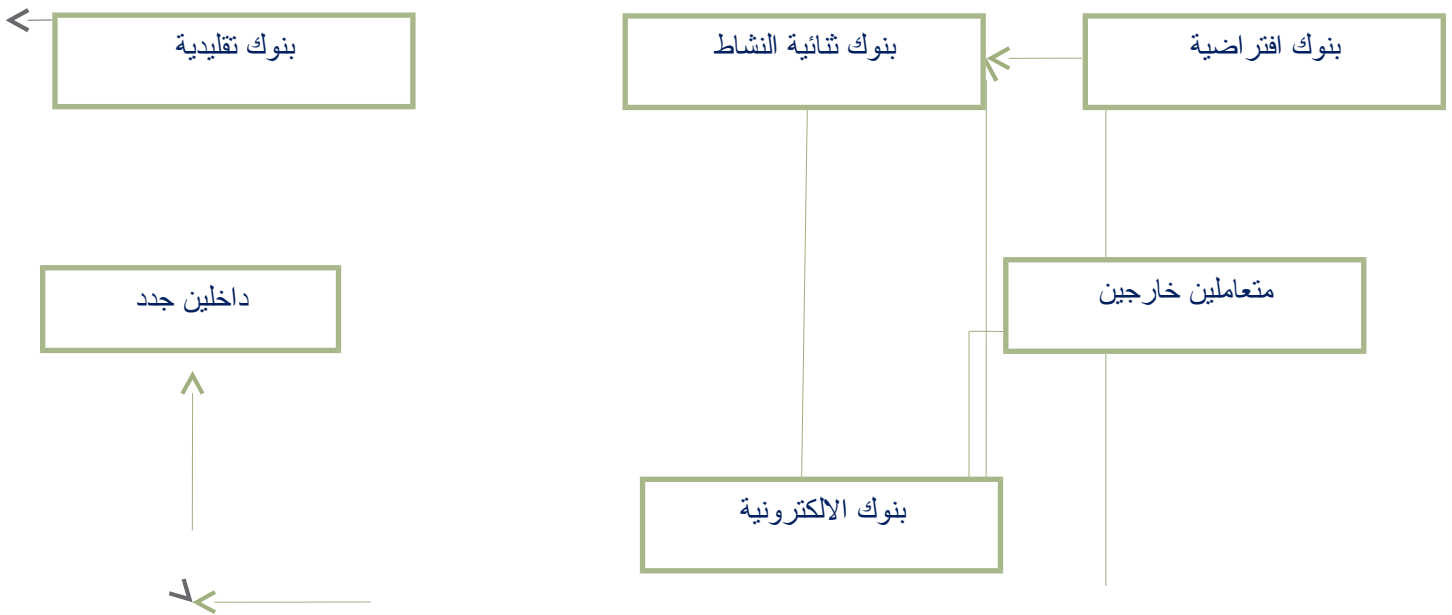 بنوك افتراضية
بنوك ثنائية النشاط
بنوك تقليدية
متعاملين خارجين
داخلين جدد
بنوك الالكترونية